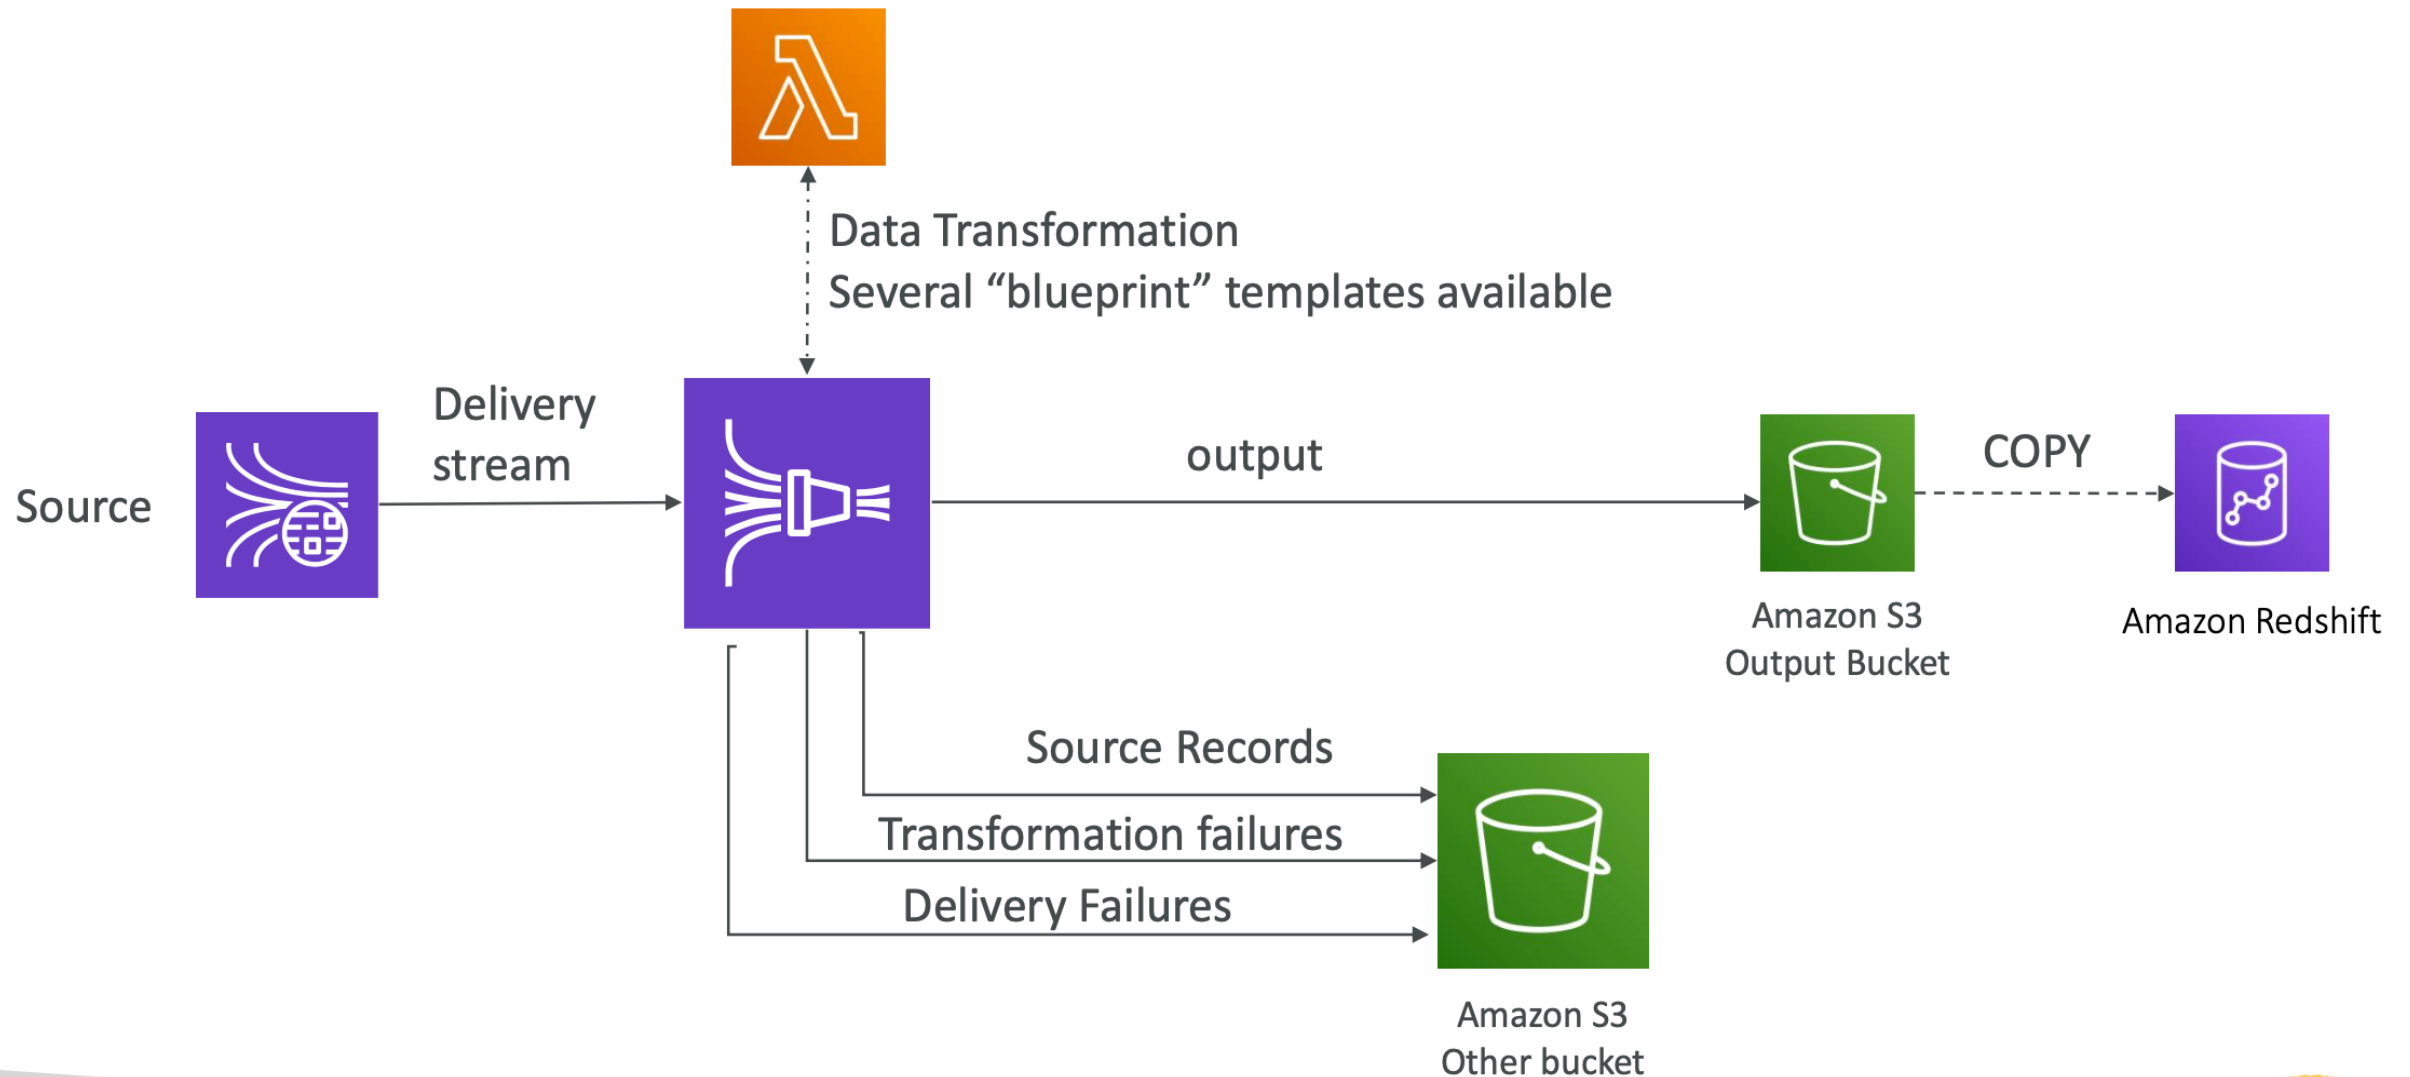 Data Transformation
Several “blueprint” templates available
Delivery
stream
Source
output
COPY
Amazon S3
Output Bucket
Amazon Redshift
Source Records
Transformation failures
Delivery Failures
Amazon S3
Other bucket